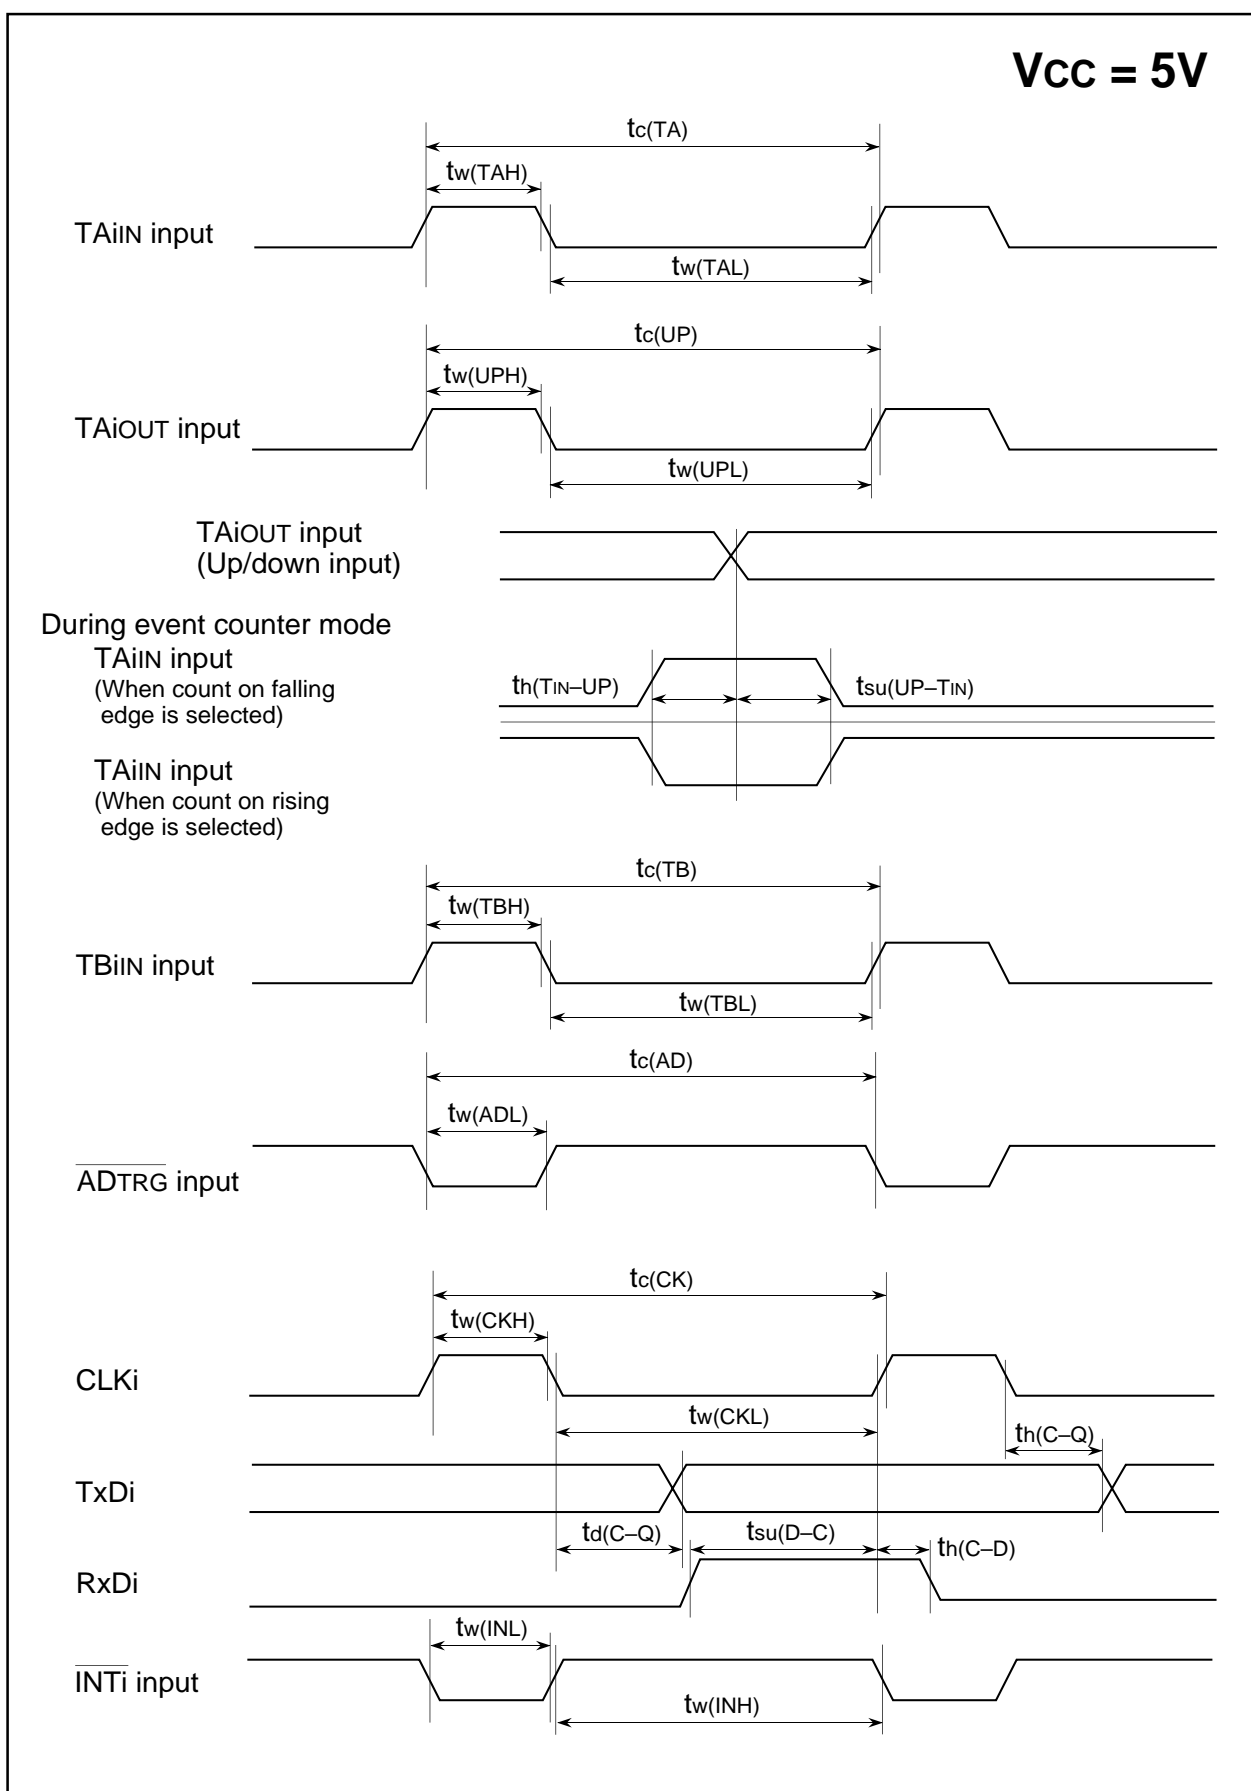 VCC = 5V
tc(TA)
tw(TAH)
TAiIN input
tw(TAL)
tc(UP)
tw(UPH)
TAiOUT input
tw(UPL)
TAiOUT input
(Up/down input)
During event counter mode
TAiIN input
(When count on falling
edge is selected)
th(TIN–UP)
tsu(UP–TIN)
TAiIN input
(When count on rising
edge is selected)
tc(TB)
tw(TBH)
TBiIN input
tw(TBL)
tc(AD)
tw(ADL)
ADTRG input
tc(CK)
tw(CKH)
CLKi
tw(CKL)
th(C–Q)
TxDi
td(C–Q)
tsu(D–C)
th(C–D)
RxDi
tw(INL)
INTi input
tw(INH)